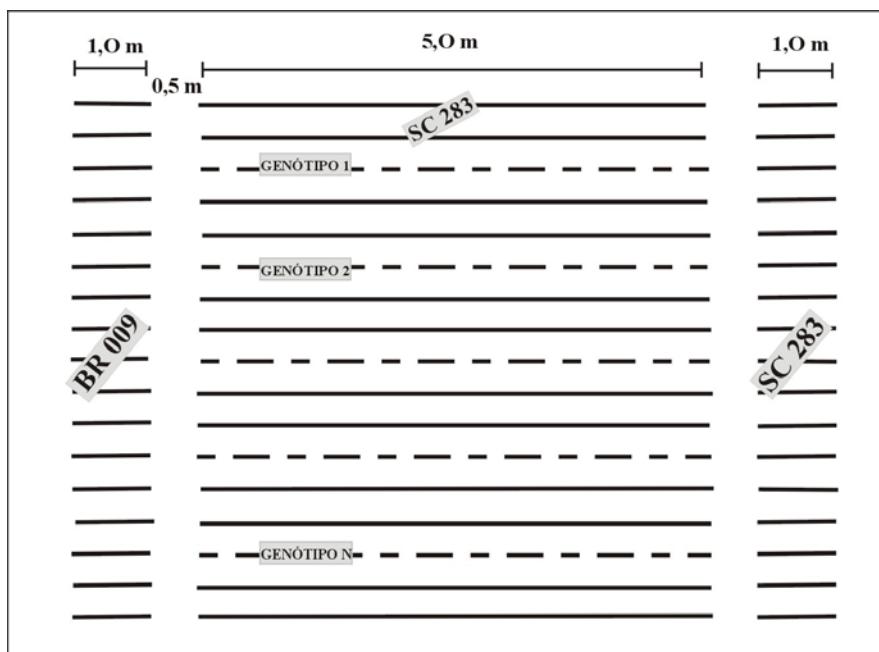 1,O m
5,O m
1,O m
0,5 m
SC 283
GENÓTIPO 1
GENÓTIPO 2
BR 009
SC 283
GENÓTIPO N